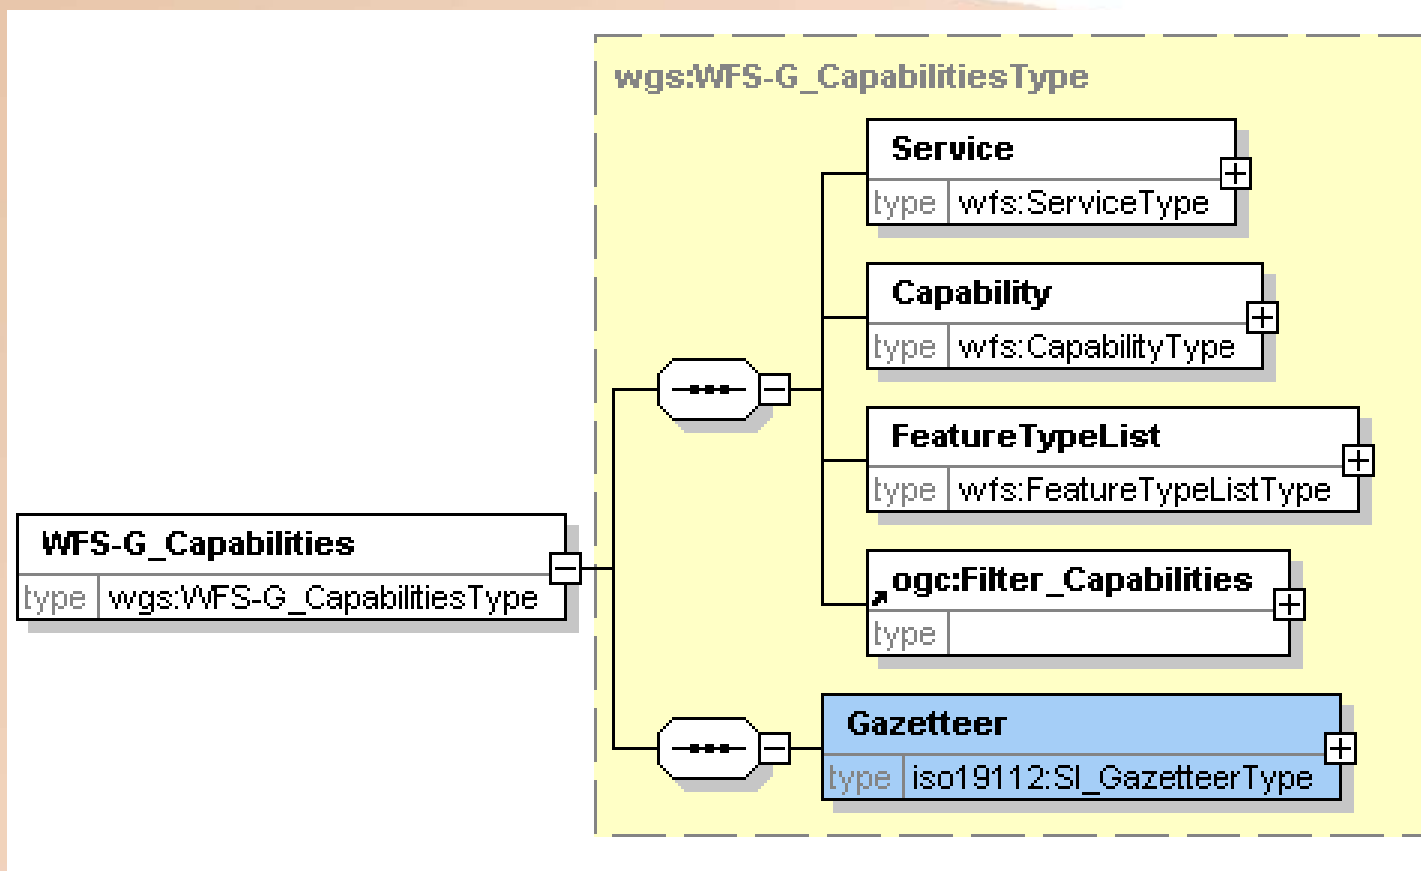 wgs:WFS-G_CapabilitiesType
Service
type wfs:ServiceType
Capability
type wfs:CapabilityType
FeatureTypeList
type wfs:FeatureTypeListType
WFS-G_Capabilities
type wgs:WFS-G_CapabilitiesType
ogc:Filter_Capabilities
type
Gazetteer
type iso19112:SI_GazetteerType